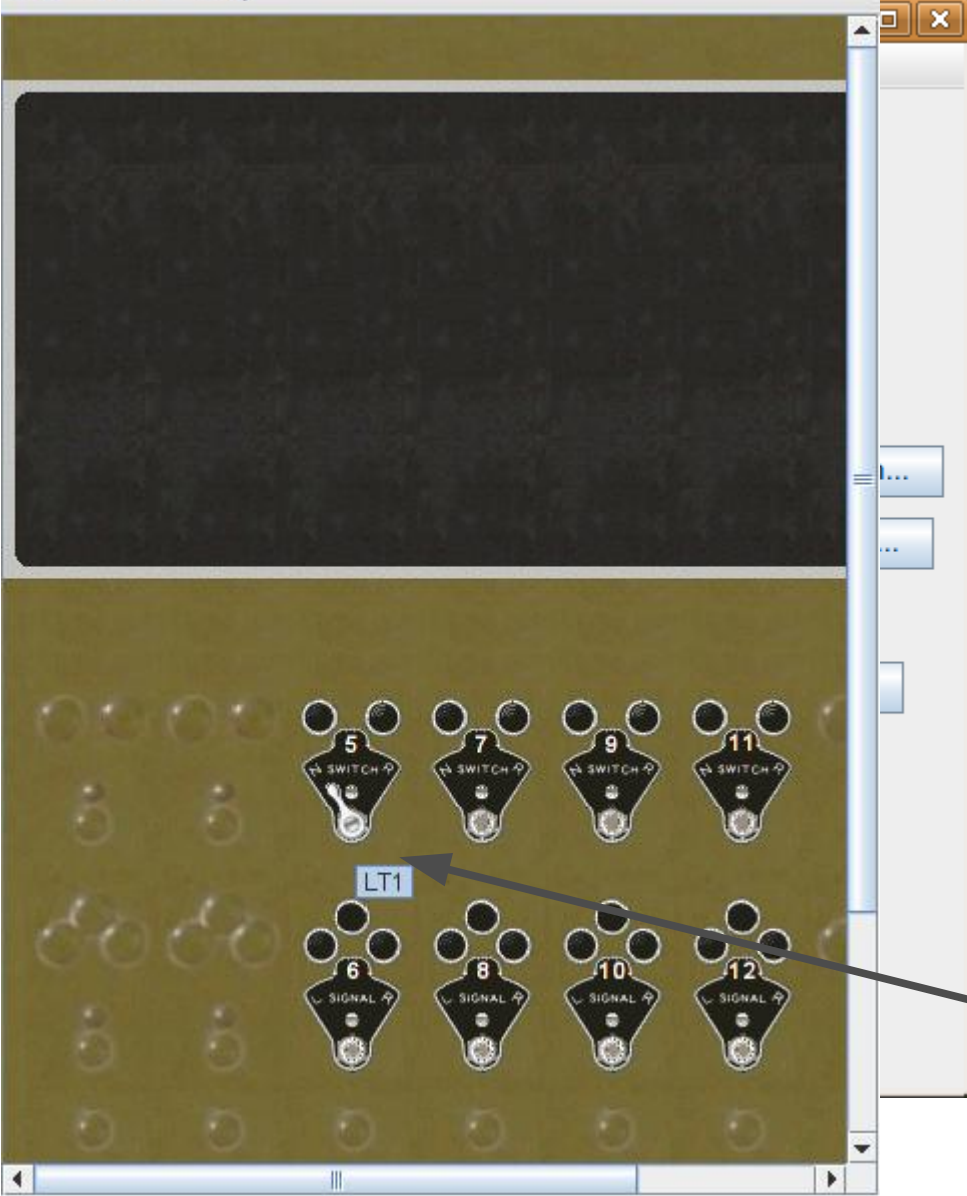 5 7 9 11
N SWITCH R N SWITCH R N SWITCH R N SWITCH R
LT1
6 8 10 12
L SIGNAL R L SIGNAL R L SIGNAL R L SIGNAL R